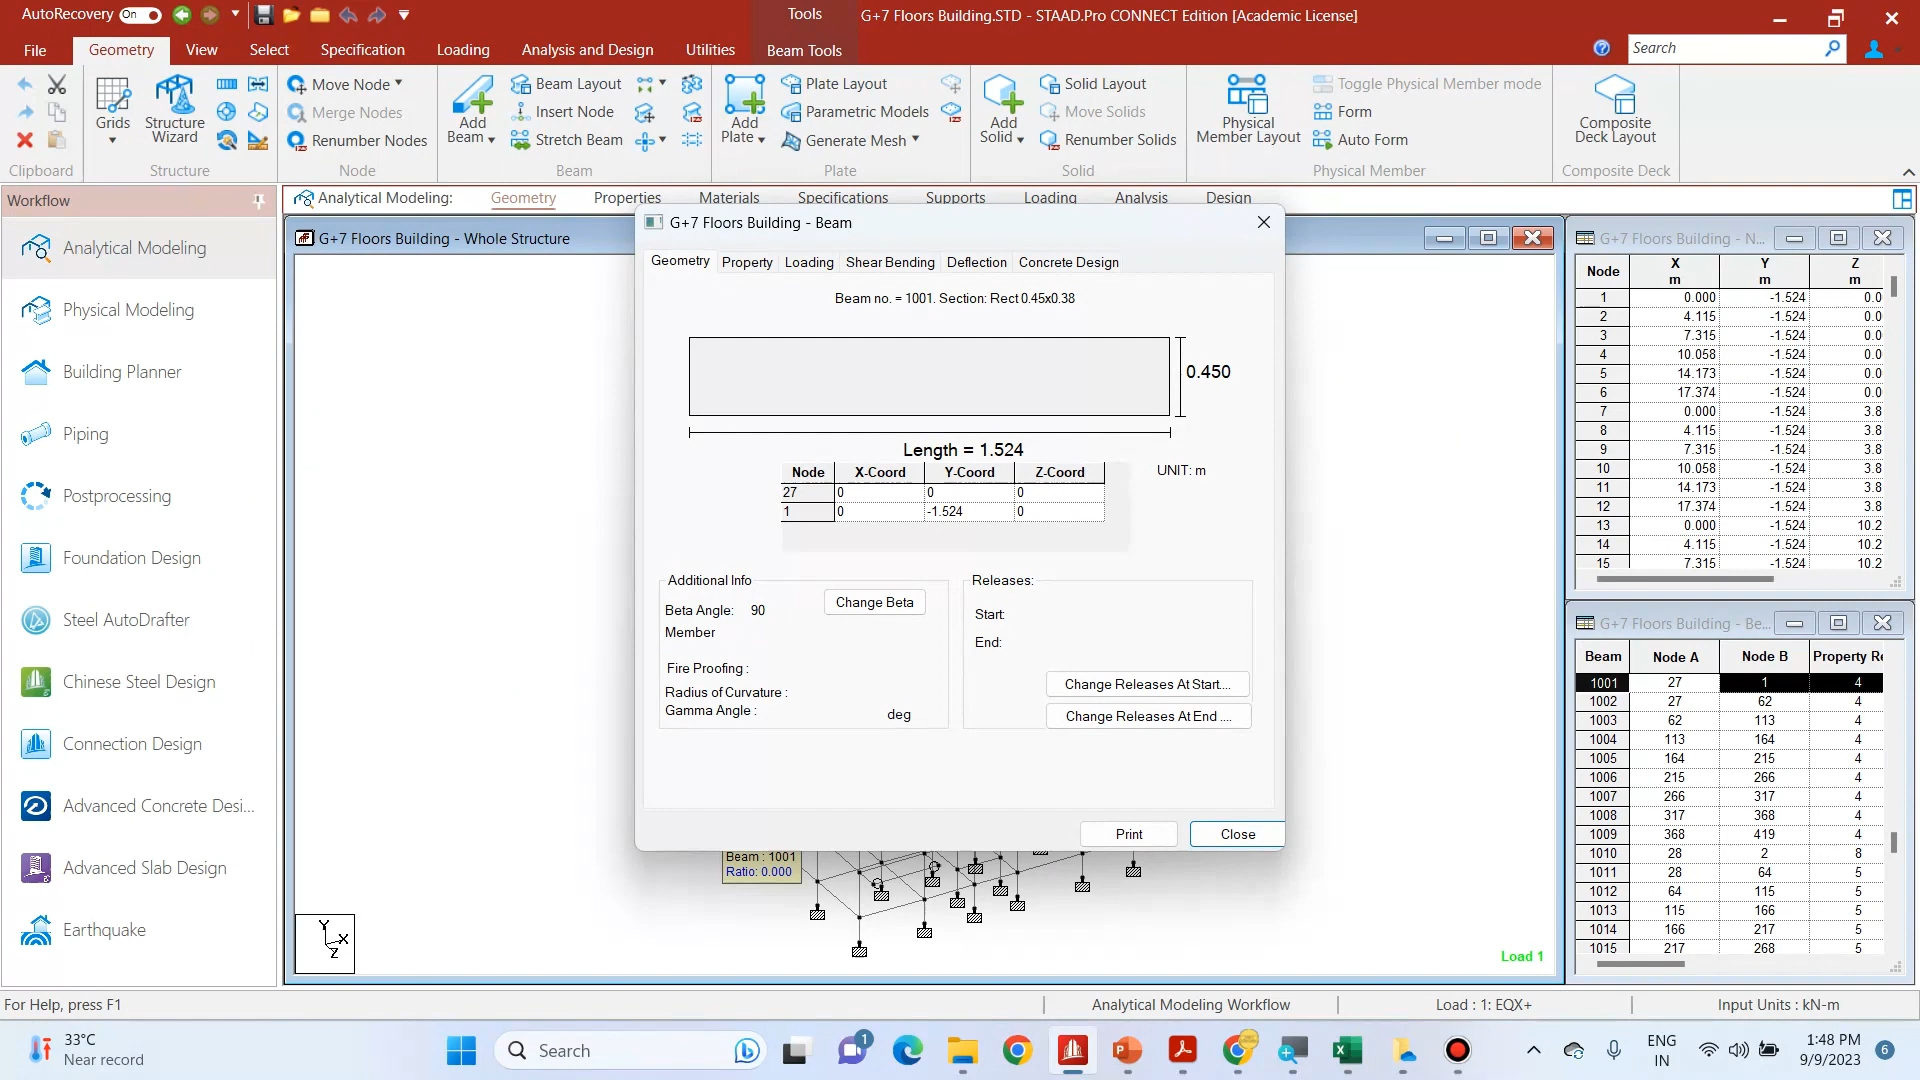 AutoRecovery On
Tools
G+7 Floors Building.STD - STAAD.Pro CONNECT Edition [Academic License]
File
Geometry
View
Select
Specification
Loading
Analysis and Design
Utilities
Beam Tools
Search
Move Node
Merge Nodes
Renumber Nodes
Grids
Structure Wizard
Add Beam
Beam Layout
Insert Node
Stretch Beam
Add Plate
Plate Layout
Parametric Models
Generate Mesh
Add Solid
Solid Layout
Move Solids
Renumber Solids
Physical Member Layout
Toggle Physical Member mode
Form
Auto Form
Composite Deck Layout
Clipboard
Structure
Node
Beam
Plate
Solid
Physical Member
Composite Deck
Workflow
Analytical Modeling
Physical Modeling
Building Planner
Piping
Postprocessing
Foundation Design
Steel AutoDrafter
Chinese Steel Design
Connection Design
Advanced Concrete Desi...
Advanced Slab Design
Earthquake
Analytical Modeling:
Geometry
Properties
Materials
Specifications
Supports
Loading
Analysis
Design
G+7 Floors Building - Whole Structure
G+7 Floors Building - Beam
Geometry
Property
Loading
Shear Bending
Deflection
Concrete Design
Beam no. = 1001. Section: Rect 0.45x0.38
0.450
Length = 1.524
UNIT: m
Node X-Coord Y-Coord Z-Coord
27 0 0 0
1 0 -1.524 0
Additional Info
Beta Angle: 90
Change Beta
Member
Fire Proofing :
Radius of Curvature :
Gamma Angle :
deg
Releases:
Start:
End:
Change Releases At Start...
Change Releases At End ....
Print
Close
Beam : 1001
Ratio: 0.000
Y
X
Z
Load 1
G+7 Floors Building - N...
Node X m Y m Z m
1 0.000 -1.524 0.0
2 4.115 -1.524 0.0
3 7.315 -1.524 0.0
4 10.058 -1.524 0.0
5 14.173 -1.524 0.0
6 17.374 -1.524 0.0
7 0.000 -1.524 3.8
8 4.115 -1.524 3.8
9 7.315 -1.524 3.8
10 10.058 -1.524 3.8
11 14.173 -1.524 3.8
12 17.374 -1.524 3.8
13 0.000 -1.524 10.2
14 4.115 -1.524 10.2
15 7.315 -1.524 10.2
G+7 Floors Building - Be...
Beam Node A Node B Property Re
1001 27 1 4
1002 27 62 4
1003 62 113 4
1004 113 164 4
1005 164 215 4
1006 215 266 4
1007 266 317 4
1008 317 368 4
1009 368 419 4
1010 28 2 8
1011 28 64 5
1012 64 115 5
1013 115 166 5
1014 166 217 5
1015 217 268 5
For Help, press F1
Analytical Modeling Workflow
Load : 1: EQX+
Input Units : kN-m
33°C
Near record
Search
1
ENG
IN
1:48 PM
9/9/2023
6